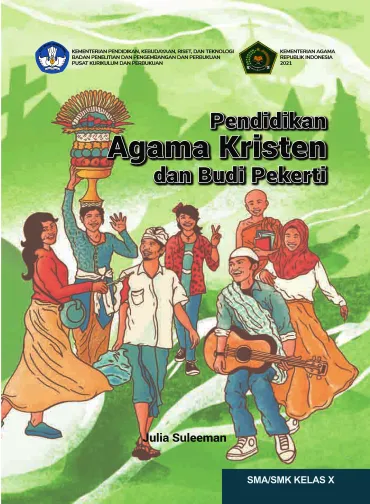 KEMENTERIAN PENDIDIKAN, KEBUDAYAAN, RISET, DAN TEKNOLOGI
BADAN PENELITIAN DAN PENGEMBANGAN DAN PERBUKUAN
PUSAT KURIKULUM DAN PERBUKUAN
KEMENTERIAN AGAMA
REPUBLIK INDONESIA
2021
Pendidikan
Agama Kristen
dan Budi Pekerti
Julia Suleeman
SMA/SMK KELAS X